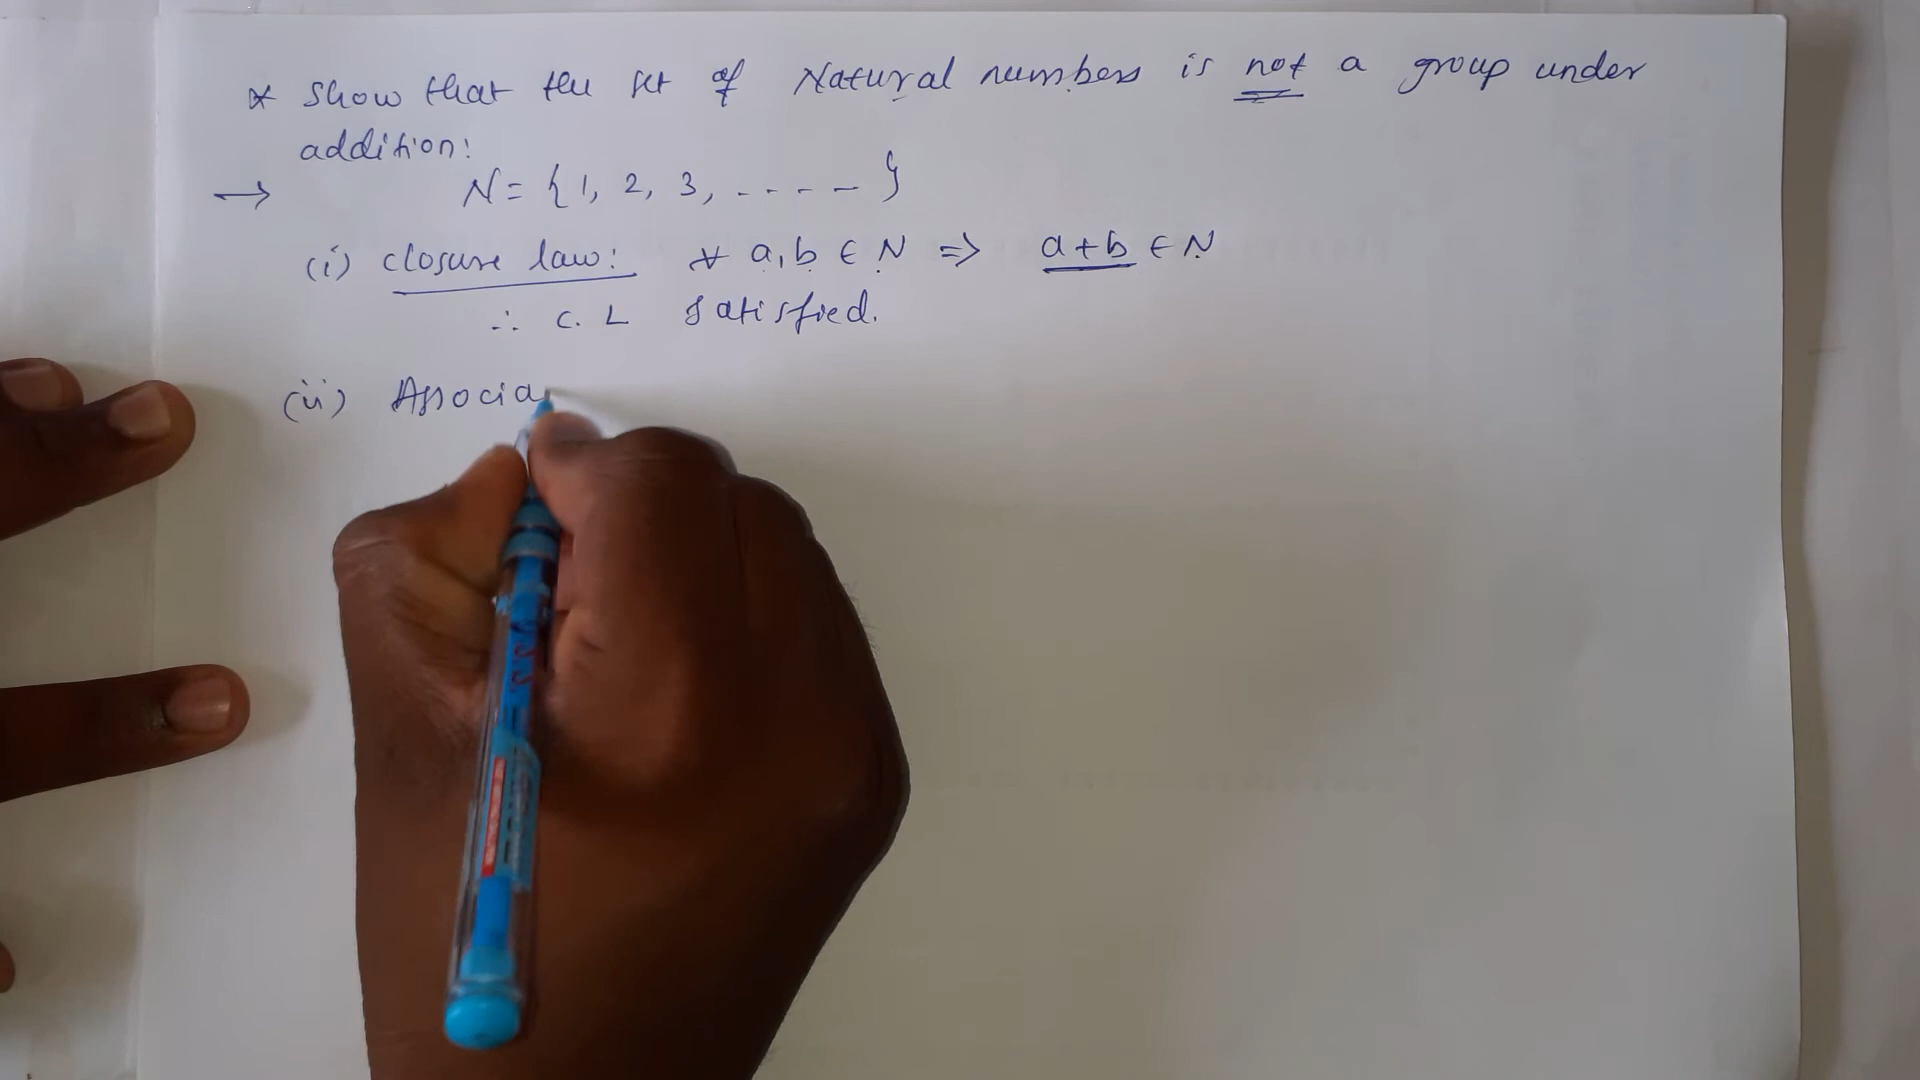 * Show that the set of Natural numbers is not a group under
addition:
→ N = {1, 2, 3, ..... }
(i) closure law: ∀ a, b ∈ N ⇒ a + b ∈ N
∴ C. L satisfied.
(ii) Associa